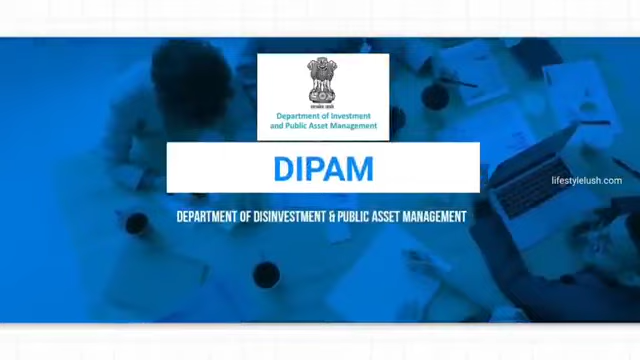 Department of Investment
and Public Asset Management
DIPAM
lifestylelush.com
DEPARTMENT OF DISINVESTMENT & PUBLIC ASSET MANAGEMENT